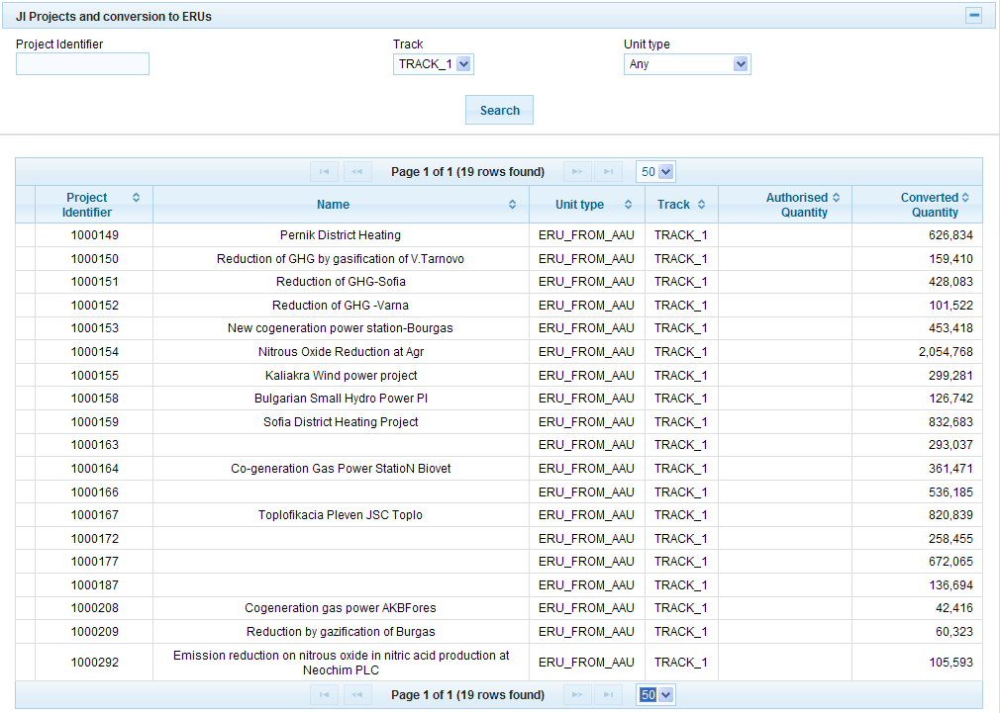 JI Projects and conversion to ERUs
Project Identifier Track Unit type
TRACK_1 Any
Search
Page 1 of 1 (19 rows found) 50
Project Identifier Name Unit type Track Authorised Quantity Converted Quantity
1000149 Pernik District Heating ERU_FROM_AAU TRACK_1 626,834
1000150 Reduction of GHG by gasification of V.Tarnovo ERU_FROM_AAU TRACK_1 159,410
1000151 Reduction of GHG-Sofia ERU_FROM_AAU TRACK_1 428,083
1000152 Reduction of GHG -Varna ERU_FROM_AAU TRACK_1 101,522
1000153 New cogeneration power station-Bourgas ERU_FROM_AAU TRACK_1 453,418
1000154 Nitrous Oxide Reduction at Agr ERU_FROM_AAU TRACK_1 2,054,768
1000155 Kaliakra Wind power project ERU_FROM_AAU TRACK_1 299,281
1000158 Bulgarian Small Hydro Power Pl ERU_FROM_AAU TRACK_1 126,742
1000159 Sofia District Heating Project ERU_FROM_AAU TRACK_1 832,683
1000163 ERU_FROM_AAU TRACK_1 293,037
1000164 Co-generation Gas Power StatioN Biovet ERU_FROM_AAU TRACK_1 361,471
1000166 ERU_FROM_AAU TRACK_1 536,185
1000167 Toplofikacia Pleven JSC Toplo ERU_FROM_AAU TRACK_1 820,839
1000172 ERU_FROM_AAU TRACK_1 258,455
1000177 ERU_FROM_AAU TRACK_1 672,065
1000187 ERU_FROM_AAU TRACK_1 136,694
1000208 Cogeneration gas power AKBFores ERU_FROM_AAU TRACK_1 42,416
1000209 Reduction by gazification of Burgas ERU_FROM_AAU TRACK_1 60,323
1000292 Emission reduction on nitrous oxide in nitric acid production at Neochim PLC ERU_FROM_AAU TRACK_1 105,593
Page 1 of 1 (19 rows found) 50